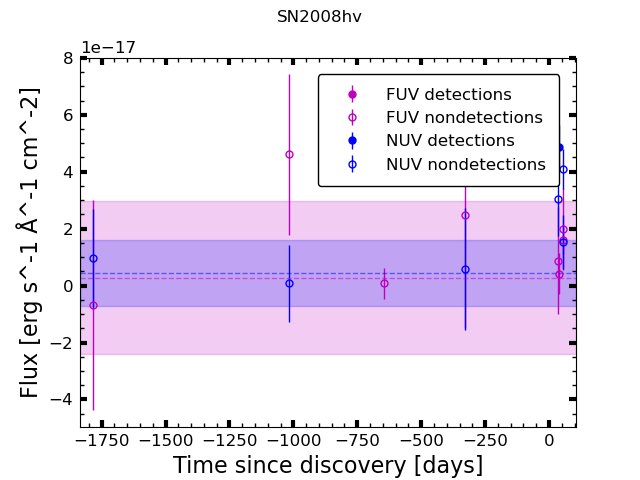 SN2008hv
1e−17
8
6
4
2
0
−2
−4
Flux [erg s^-1 Å^-1 cm^-2]
FUV detections
FUV nondetections
NUV detections
NUV nondetections
−1750 −1500 −1250 −1000 −750 −500 −250 0
Time since discovery [days]